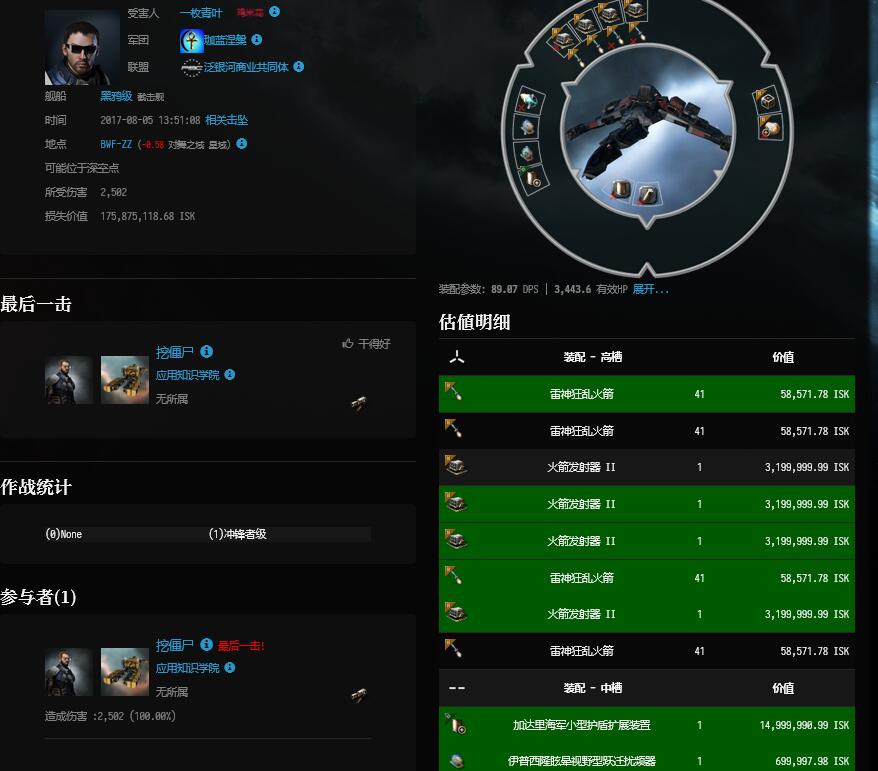 受害人 一枚青叶
军团 珈蓝涅槃
联盟 泛银河商业共同体
舰船 黑鸦级 截击舰
时间 2017-08-05 13:51:08 相关击坠
地点 BWF-ZZ (-0.58 对舞之域 星域)
可能位于深空点
所受伤害 2,502
损失价值 175,875,118.68 ISK
最后一击
挖僵尸
干得好
应用知识学院
无所属
作战统计
(0)None (1)冲锋者级
参与者(1)
挖僵尸 最后一击!
应用知识学院
无所属
造成伤害 :2,502 (100.00%)
装配参数: 89.07 DPS | 3,443.6 有效HP 展开...
估值明细
装配 - 高槽 价值
雷神狂乱火箭 41 58,571.78 ISK
雷神狂乱火箭 41 58,571.78 ISK
火箭发射器 II 1 3,199,999.99 ISK
火箭发射器 II 1 3,199,999.99 ISK
火箭发射器 II 1 3,199,999.99 ISK
雷神狂乱火箭 41 58,571.78 ISK
火箭发射器 II 1 3,199,999.99 ISK
雷神狂乱火箭 41 58,571.78 ISK
装配 - 中槽 价值
加达里海军小型护盾扩展装置 1 14,999,990.99 ISK
伊普西隆眩晕视野型跃迁扰频器 1 699,997.98 ISK